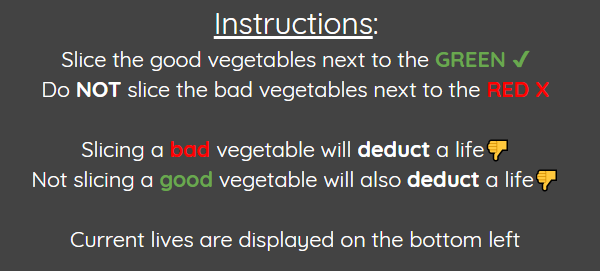 Instructions:
Slice the good vegetables next to the GREEN ✔
Do NOT slice the bad vegetables next to the RED X
Slicing a bad vegetable will deduct a life👎
Not slicing a good vegetable will also deduct a life👎
Current lives are displayed on the bottom left